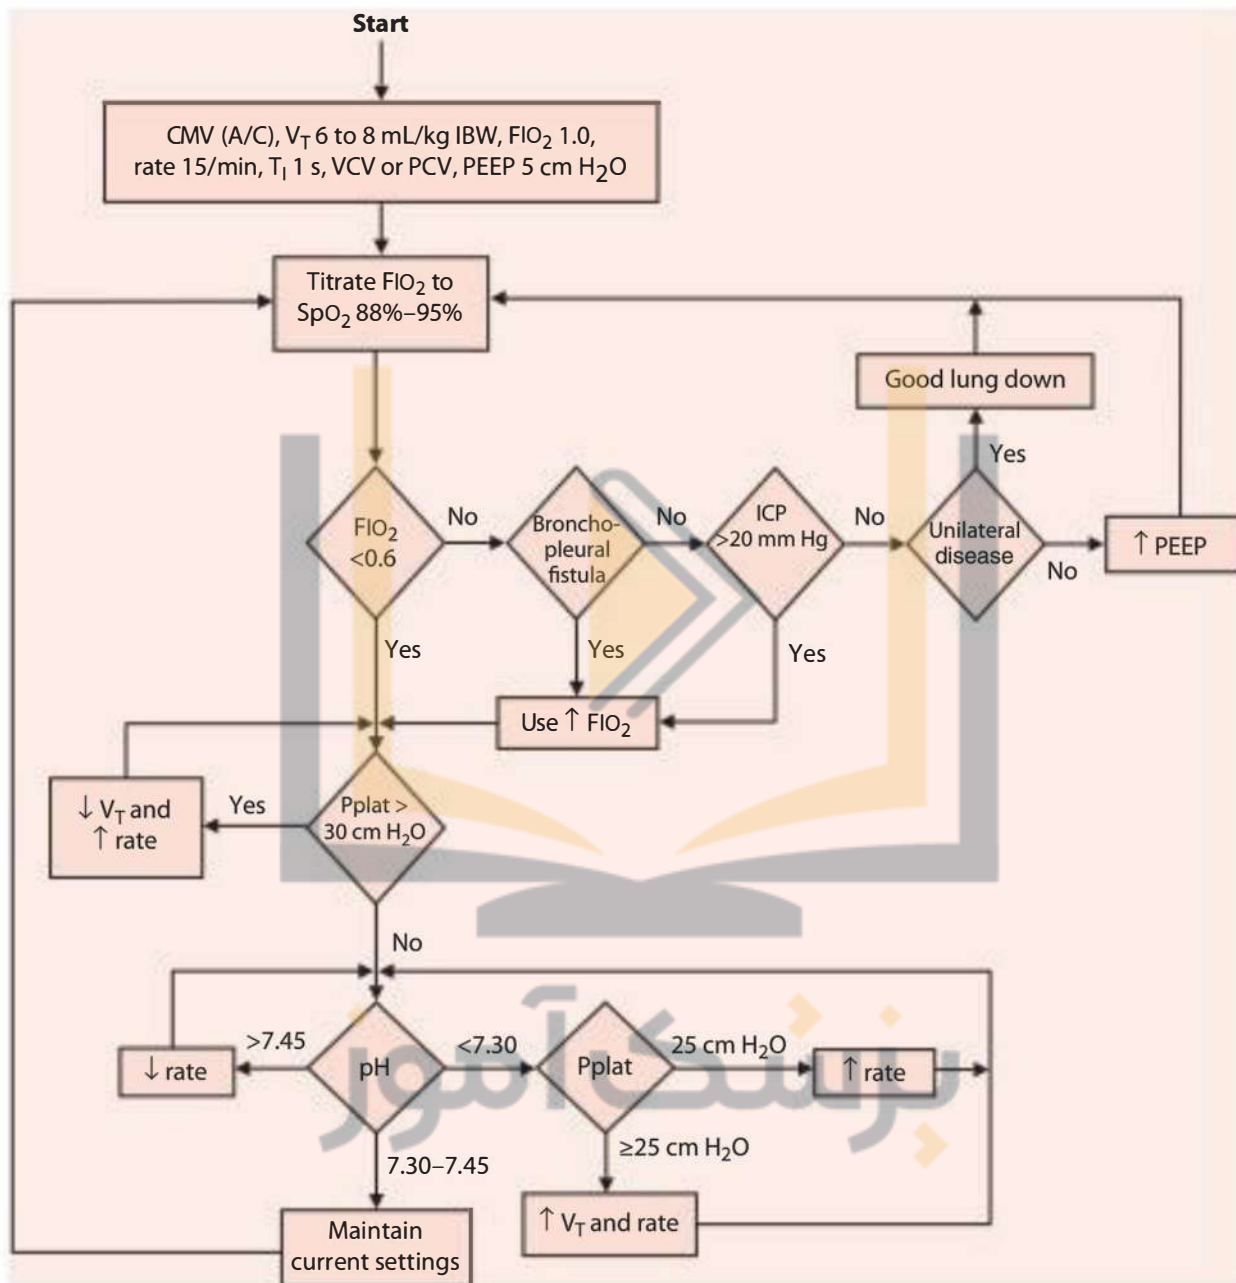 Start
CMV (A/C), VT 6 to 8 mL/kg IBW, FIO2 1.0,
rate 15/min, TI 1 s, VCV or PCV, PEEP 5 cm H2O
Titrate FIO2 to
SpO2 88%–95%
Good lung down
Yes
FIO2
<0.6
No
Broncho-
pleural
fistula
No
ICP
>20 mm Hg
No
Unilateral
disease
No
↑ PEEP
Yes
Yes
Yes
Use ↑ FIO2
↓ VT and
↑ rate
Yes
Pplat >
30 cm H2O
No
>7.45
↓ rate
pH
<7.30
Pplat
25 cm H2O
↑ rate
پزشک آموز
7.30–7.45
≥25 cm H2O
↑ VT and rate
Maintain
current settings